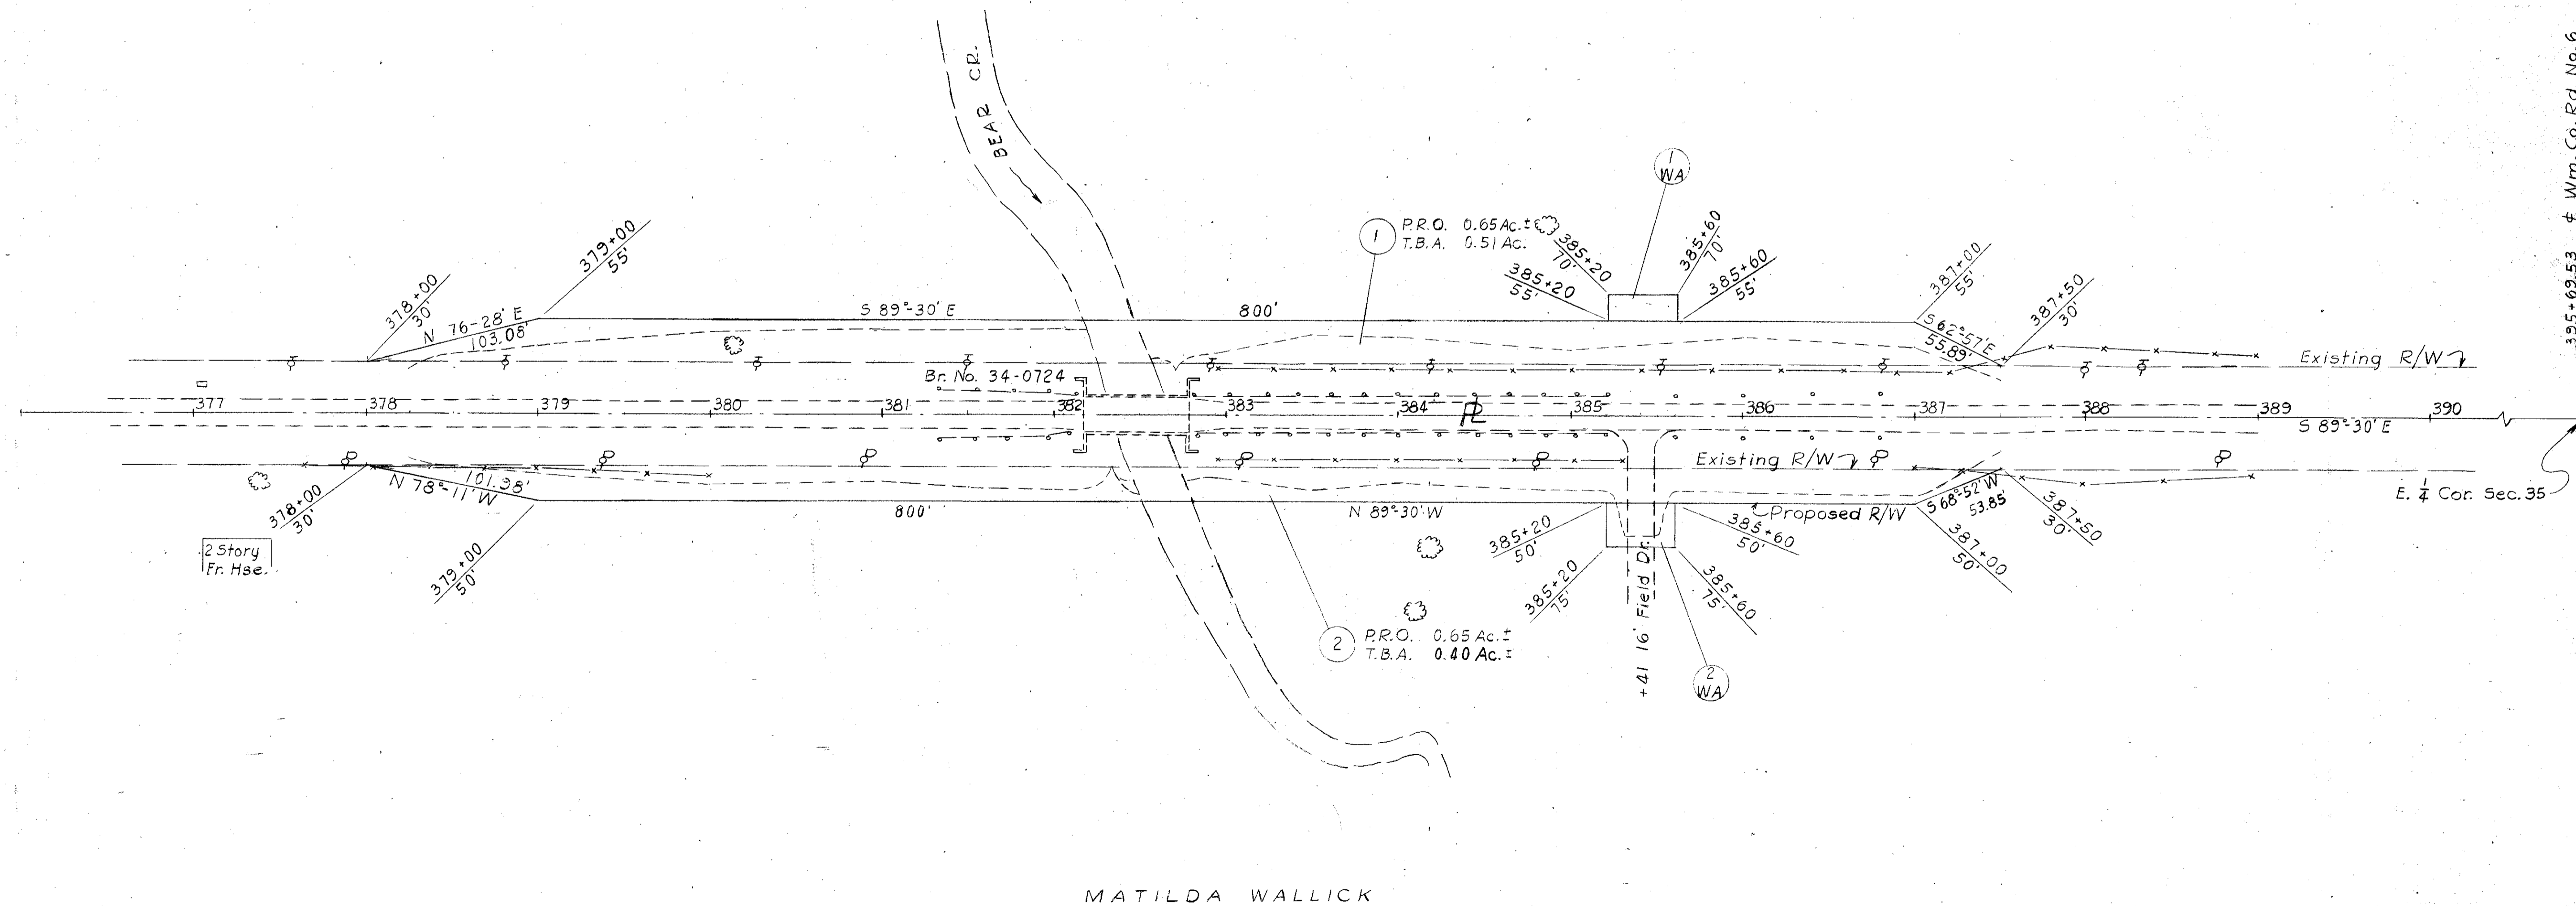 BEAR CR.
395+69.53 ¢ Wm. Co. Rd No. 6
1
WA
1
P.R.O. 0.65 Ac.±
T.B.A. 0.51 Ac.
385+20
70'
385+60
70'
385+20
55'
385+60
55'
379+00
55'
378+00
30'
387+00
55'
387+50
30'
N 76-28' E
103.08'
S 89°-30' E
800'
S 62°-57' E
55.89'
Existing R/W
Br. No. 34-0724
377
378
379
380
381
382
383
384
385
386
387
388
389
390
PL
S 89°-30' E
Existing R/W
E. 1/4 Cor. Sec. 35
101.98'
N 78°-11' W
378+00
30'
379+00
50'
800'
N 89°-30' W
Proposed R/W
S 68°-52' W
53.85'
387+50
30'
387+00
50'
385+20
50'
385+60
50'
385+20
75'
385+60
75'
2 Story
Fr. Hse.
+41 16' Field Dr.
2
P.R.O. 0.65 Ac.±
T.B.A. 0.40 Ac.±
2
WA
MATILDA WALLICK